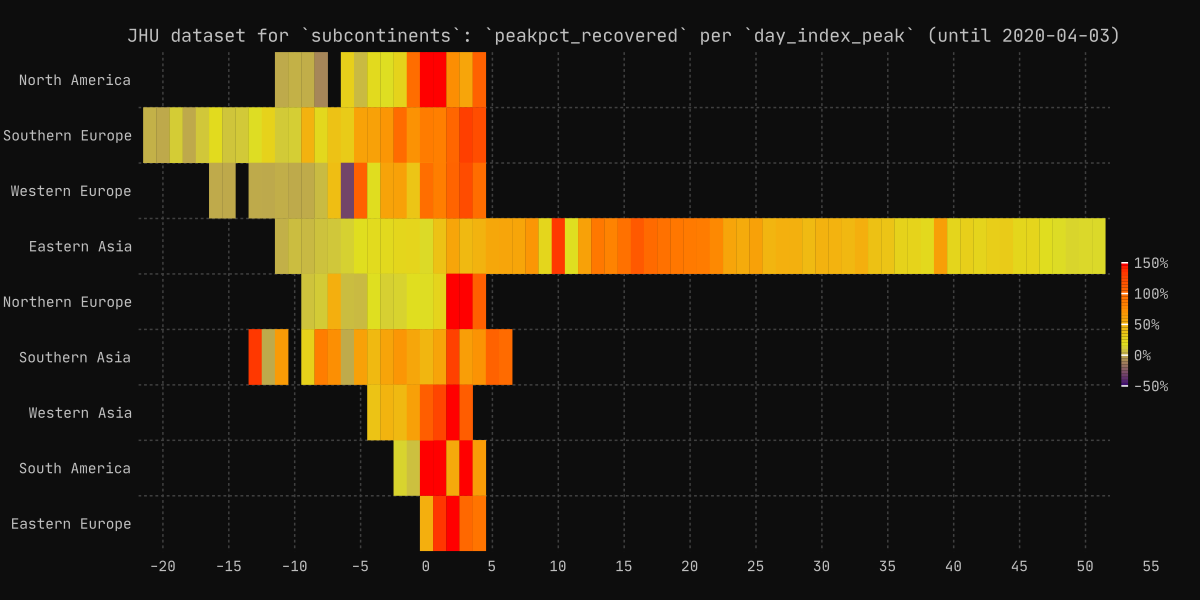 JHU dataset for `subcontinents`: `peakpct_recovered` per `day_index_peak` (until 2020-04-03)
North America
Southern Europe
Western Europe
Eastern Asia
Northern Europe
Southern Asia
Western Asia
South America
Eastern Europe
150%
100%
50%
0%
−50%
−20 −15 −10 −5 0 5 10 15 20 25 30 35 40 45 50 55